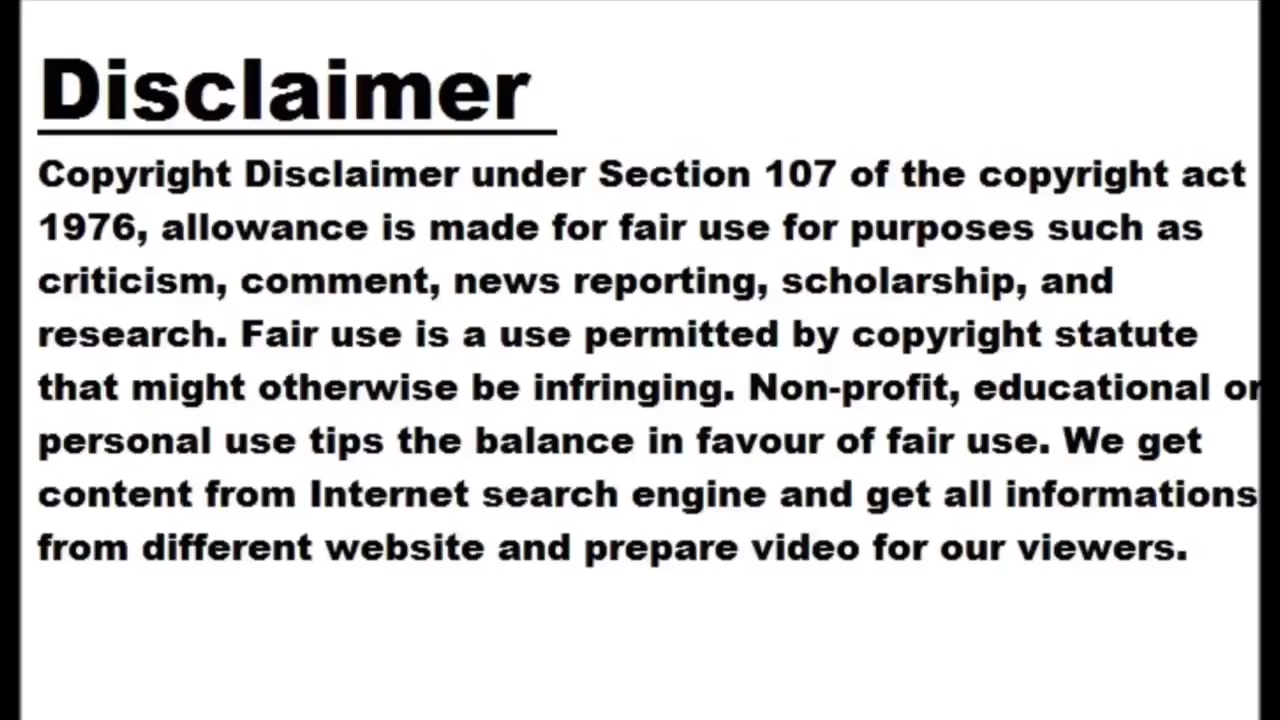 Disclaimer
Copyright Disclaimer under Section 107 of the copyright act
1976, allowance is made for fair use for purposes such as
criticism, comment, news reporting, scholarship, and
research. Fair use is a use permitted by copyright statute
that might otherwise be infringing. Non-profit, educational or
personal use tips the balance in favour of fair use. We get
content from Internet search engine and get all informations
from different website and prepare video for our viewers.